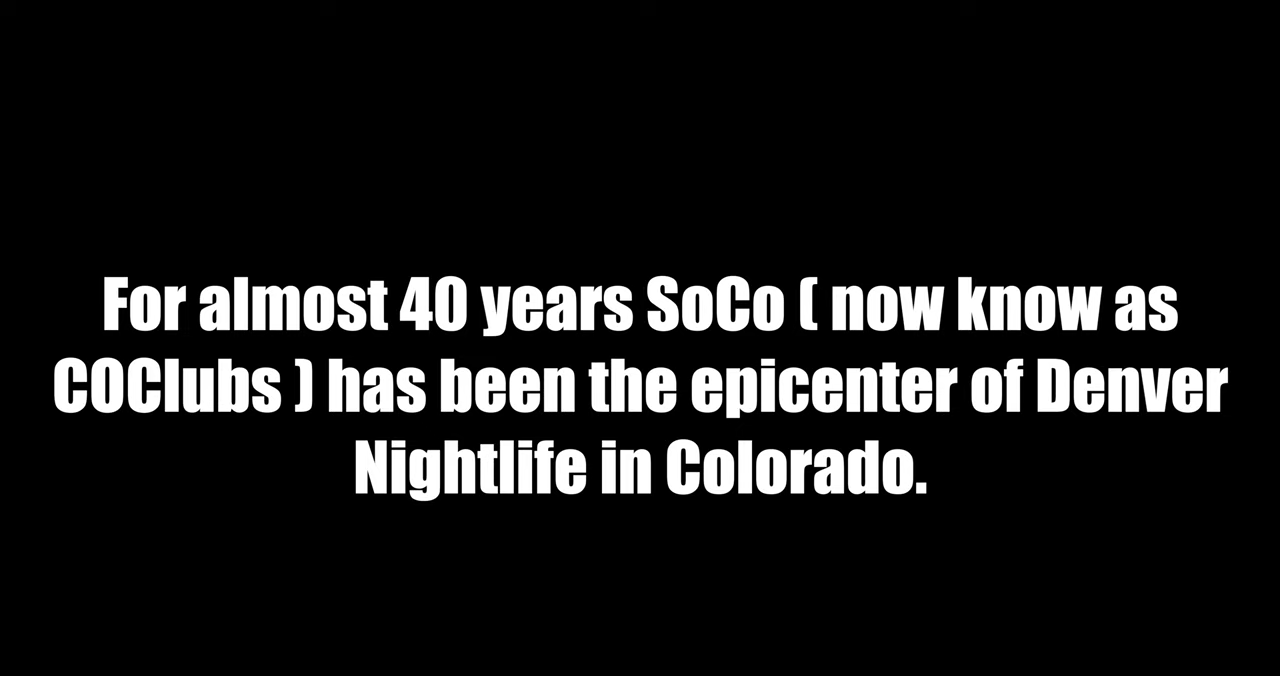 For almost 40 years SoCo ( now know as
COClubs ) has been the epicenter of Denver
Nightlife in Colorado.